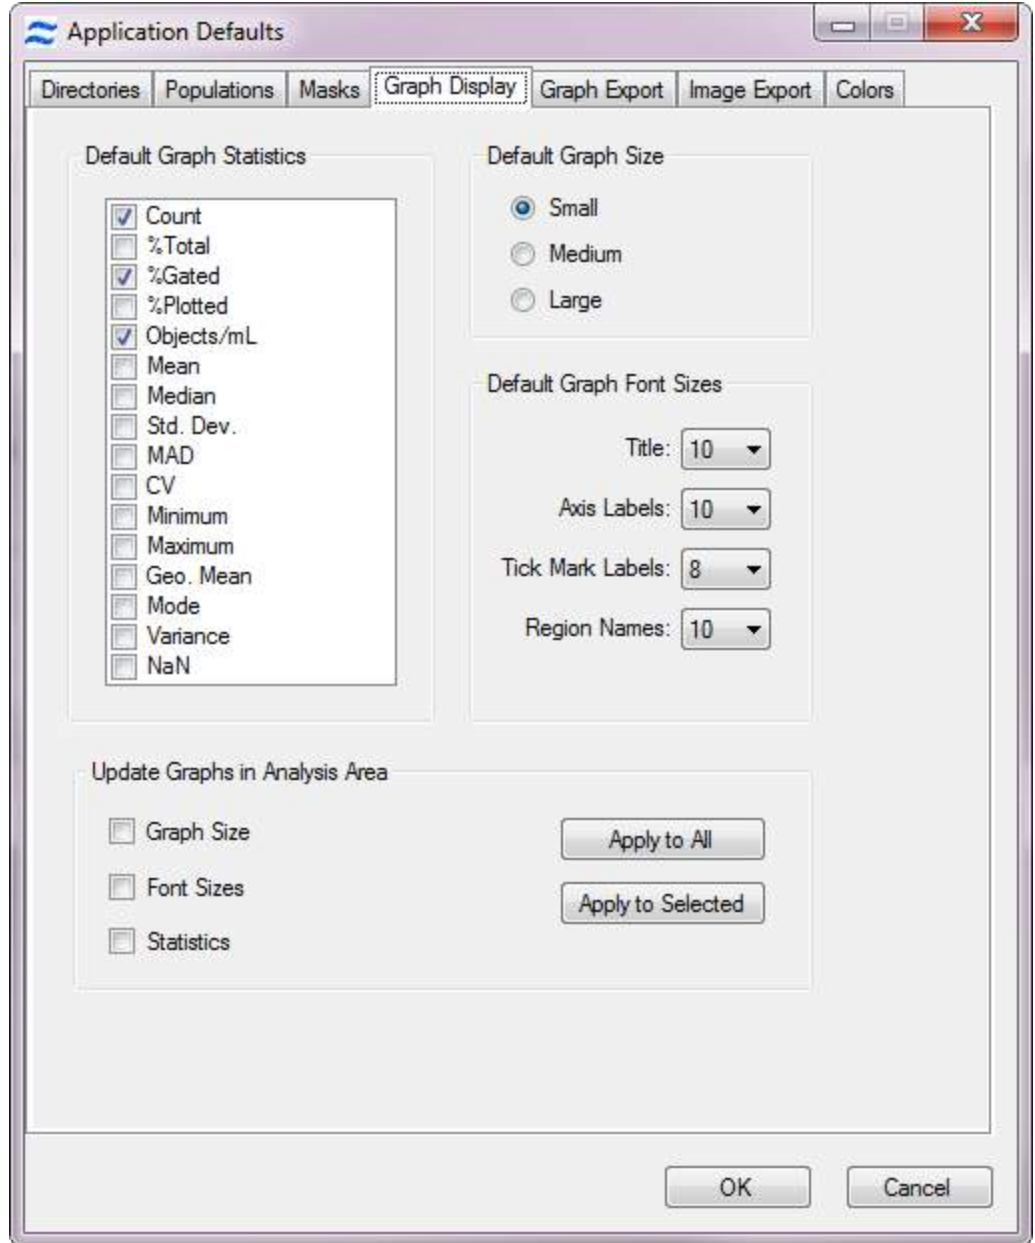 Application Defaults
Directories Populations Masks Graph Display Graph Export Image Export Colors
Default Graph Statistics
Count
%Total
%Gated
%Plotted
Objects/mL
Mean
Median
Std. Dev.
MAD
CV
Minimum
Maximum
Geo. Mean
Mode
Variance
NaN
Default Graph Size
Small
Medium
Large
Default Graph Font Sizes
Title: 10
Axis Labels: 10
Tick Mark Labels: 8
Region Names: 10
Update Graphs in Analysis Area
Graph Size
Font Sizes
Statistics
Apply to All
Apply to Selected
OK Cancel